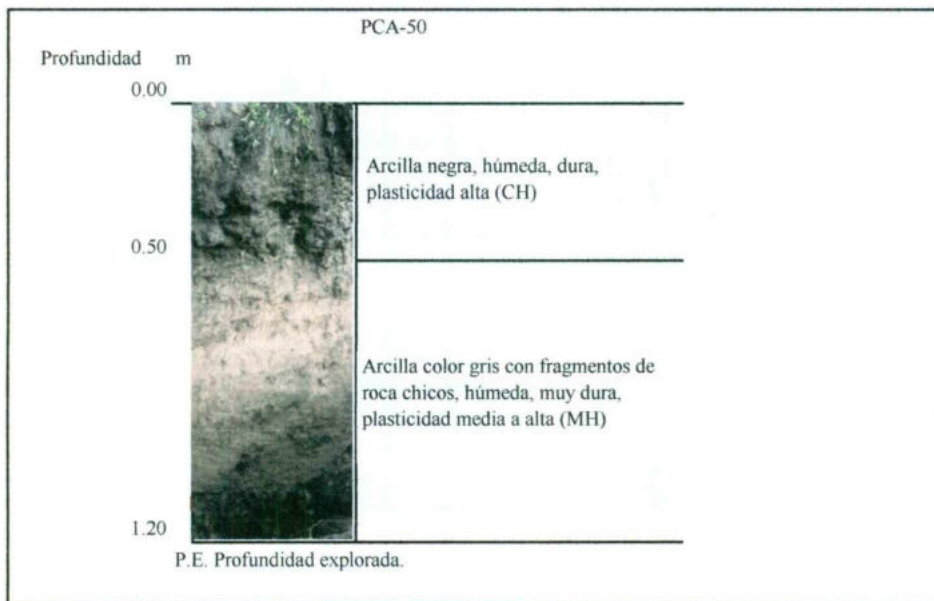 PCA-50
Profundidad m
0.00
Arcilla negra, húmeda, dura,
plasticidad alta (CH)
0.50
Arcilla color gris con fragmentos de
roca chicos, húmeda, muy dura,
plasticidad media a alta (MH)
1.20
P.E. Profundidad explorada.